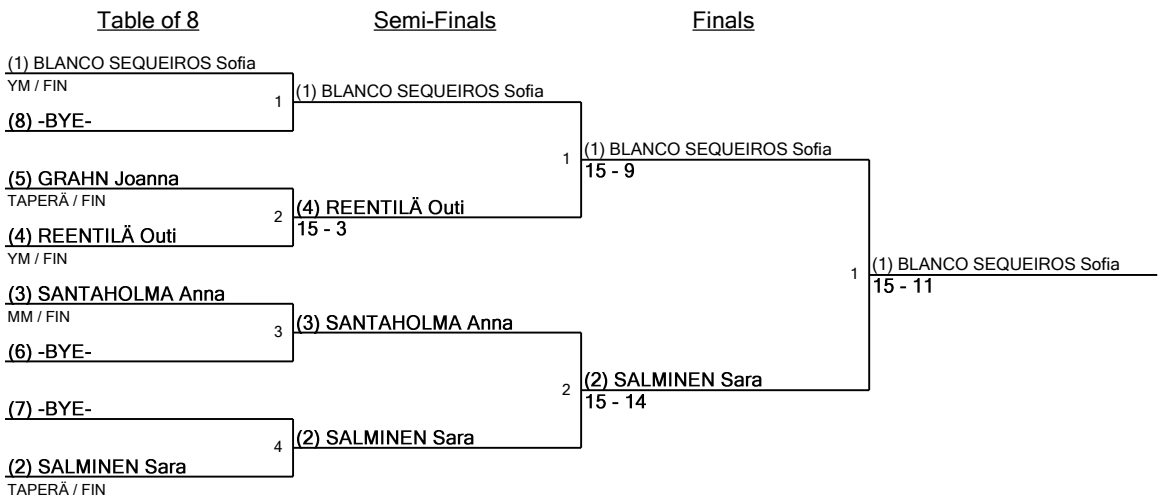 Table of 8
Semi-Finals
Finals
(1) BLANCO SEQUEIROS Sofia
YM / FIN
1
(1) BLANCO SEQUEIROS Sofia
(8) -BYE-
1
(1) BLANCO SEQUEIROS Sofia
15 - 9
(5) GRAHN Joanna
TAPERÄ / FIN
2
(4) REENTILÄ Outi
15 - 3
(4) REENTILÄ Outi
YM / FIN
1
(1) BLANCO SEQUEIROS Sofia
15 - 11
(3) SANTAHOLMA Anna
MM / FIN
3
(3) SANTAHOLMA Anna
(6) -BYE-
2
(2) SALMINEN Sara
15 - 14
(7) -BYE-
4
(2) SALMINEN Sara
(2) SALMINEN Sara
TAPERÄ / FIN